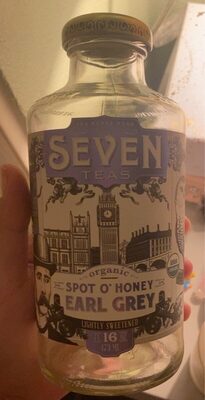 SEVEN
TEAS
organic
SPOT O' HONEY
EARL GREY
LIGHTLY SWEETENED
16